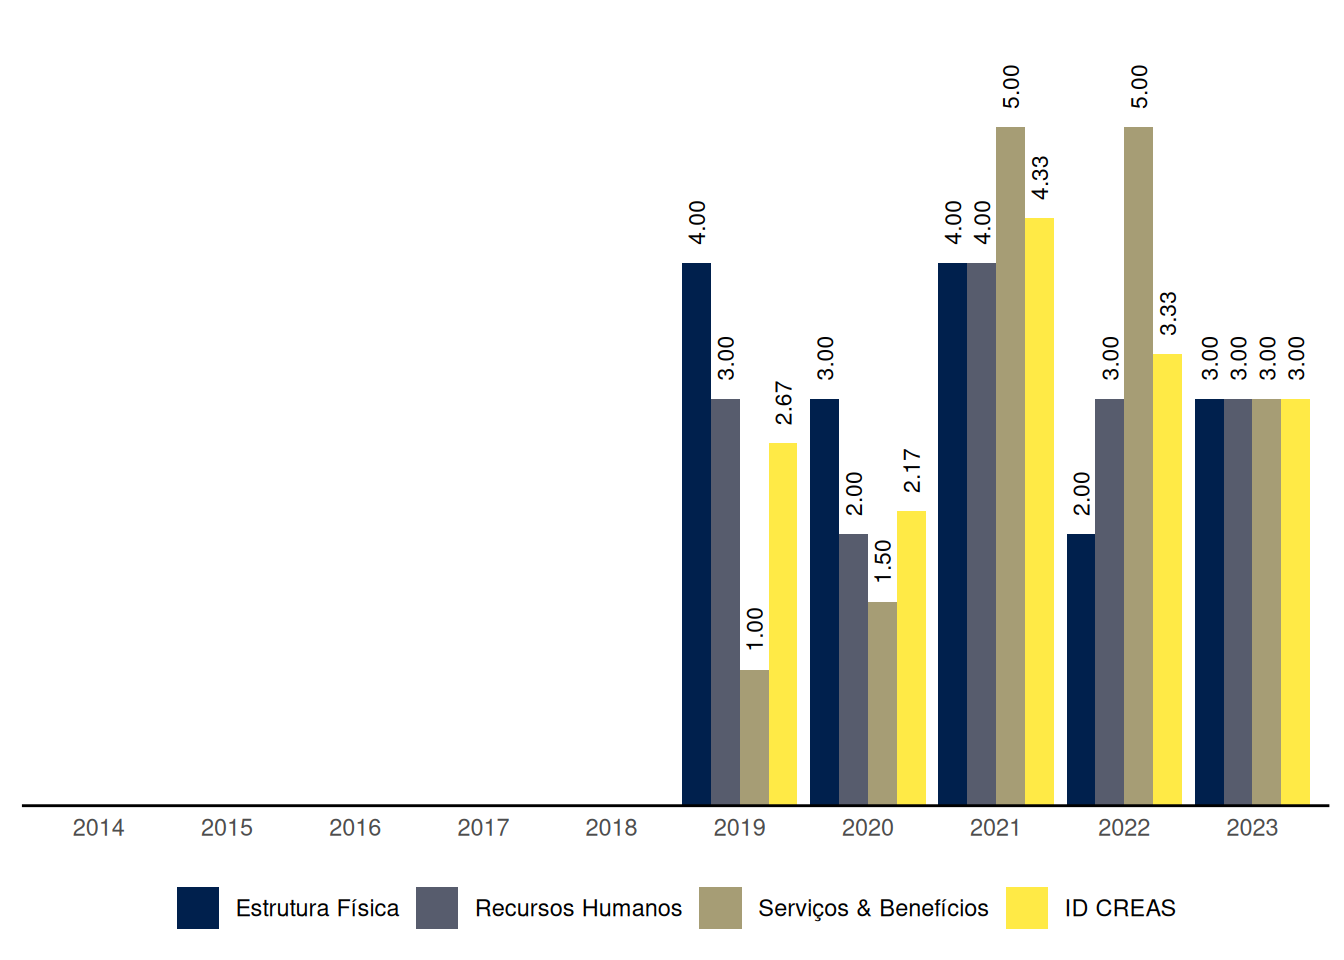 4.00 3.00 1.00 2.67 3.00 2.00 1.50 2.17 4.00 4.00 5.00 4.33 2.00 3.00 5.00 3.33 3.00 3.00 3.00 3.00
2014 2015 2016 2017 2018 2019 2020 2021 2022 2023
Estrutura Física Recursos Humanos Serviços & Benefícios ID CREAS